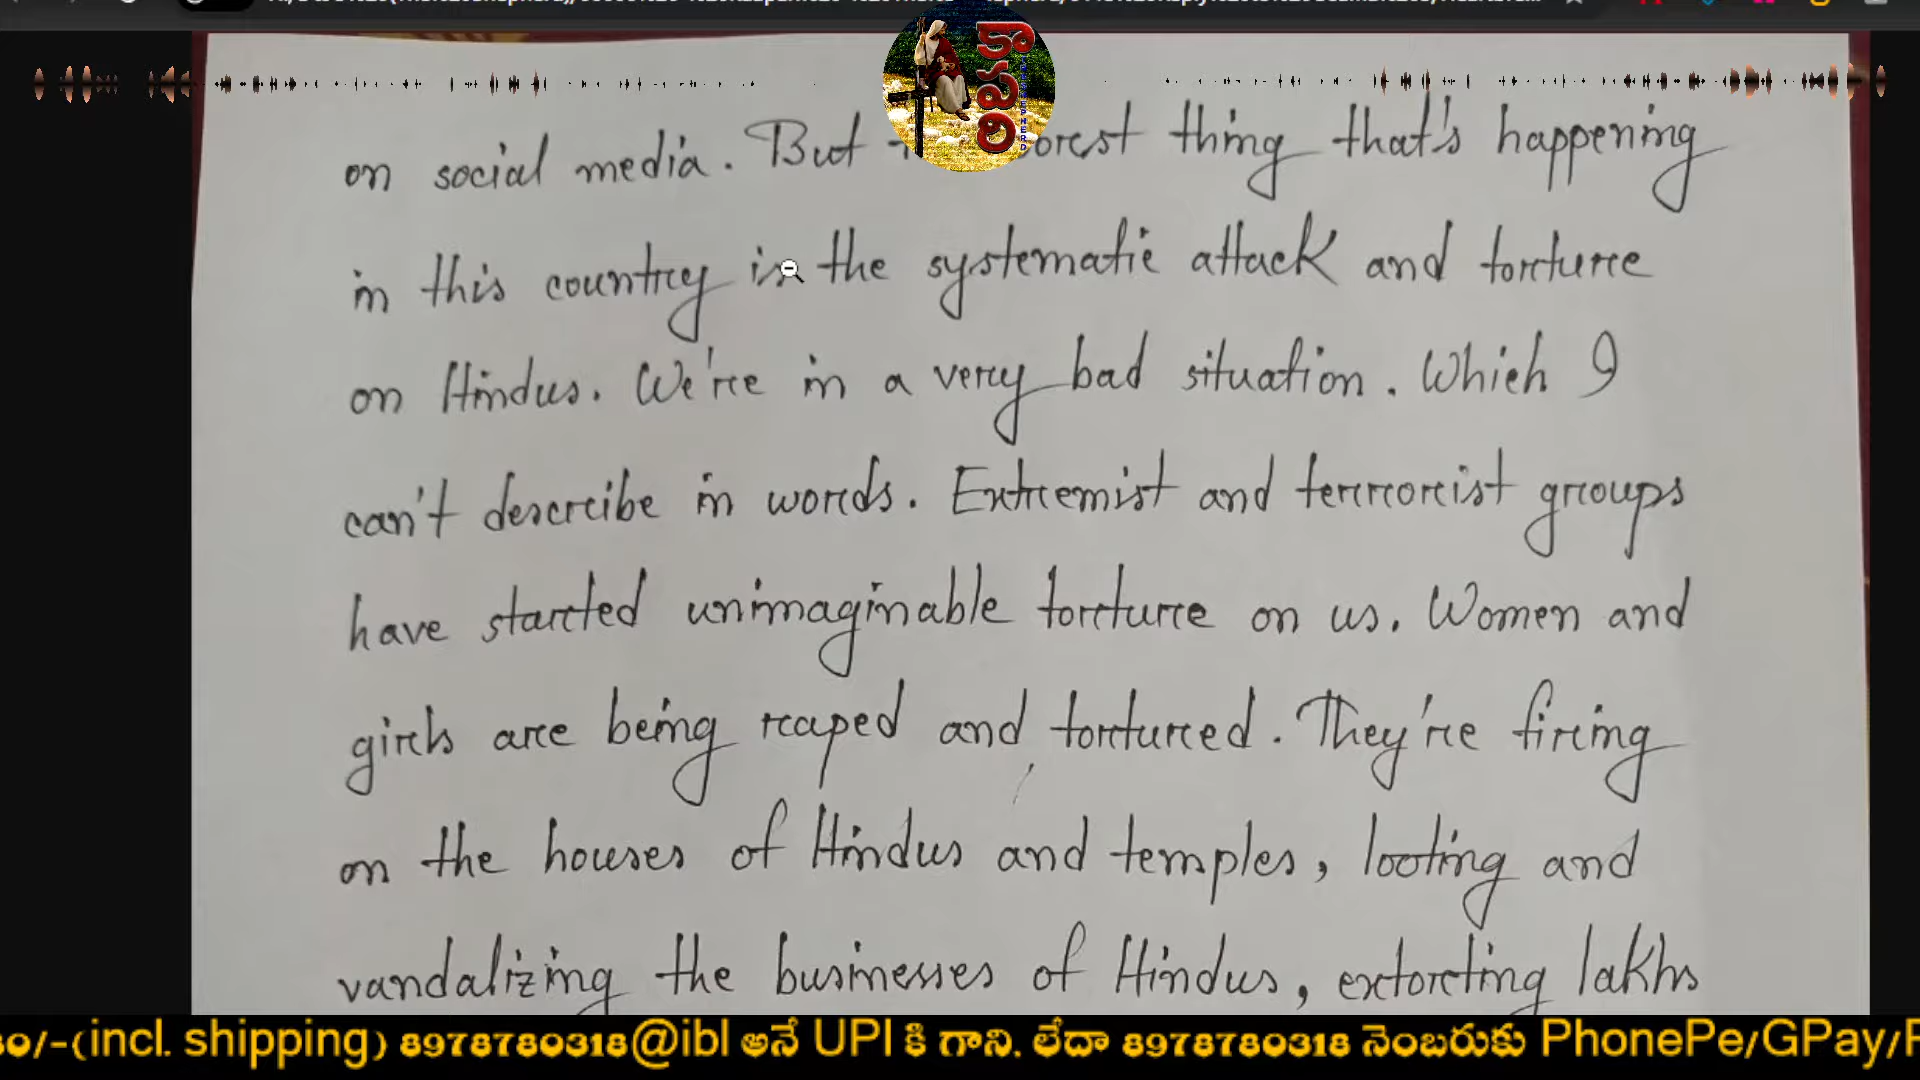 కాపరి
on social media. But worst thing that's happening
in this country is the systematic attack and torture
on Hindus. We're in a very bad situation. Which I
can't describe in words. Extremist and terrorist groups
have started unimaginable torture on us. Women and
girls are being raped and tortured. They're firing
on the houses of Hindus and temples, looting and
vandalizing the businesses of Hindus, extorting lakhs
/-(incl. shipping) 8978780318@ibl అనే UPI కి గాని. లేదా 8978780318 నెంబరుకు PhonePe/GPay/